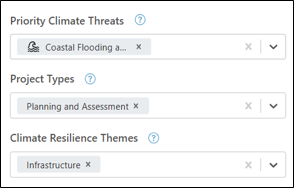 Priority Climate Threats ?
Coastal Flooding a... × × 
Project Types ?
Planning and Assessment × ×
Climate Resilience Themes ?
Infrastructure × ×